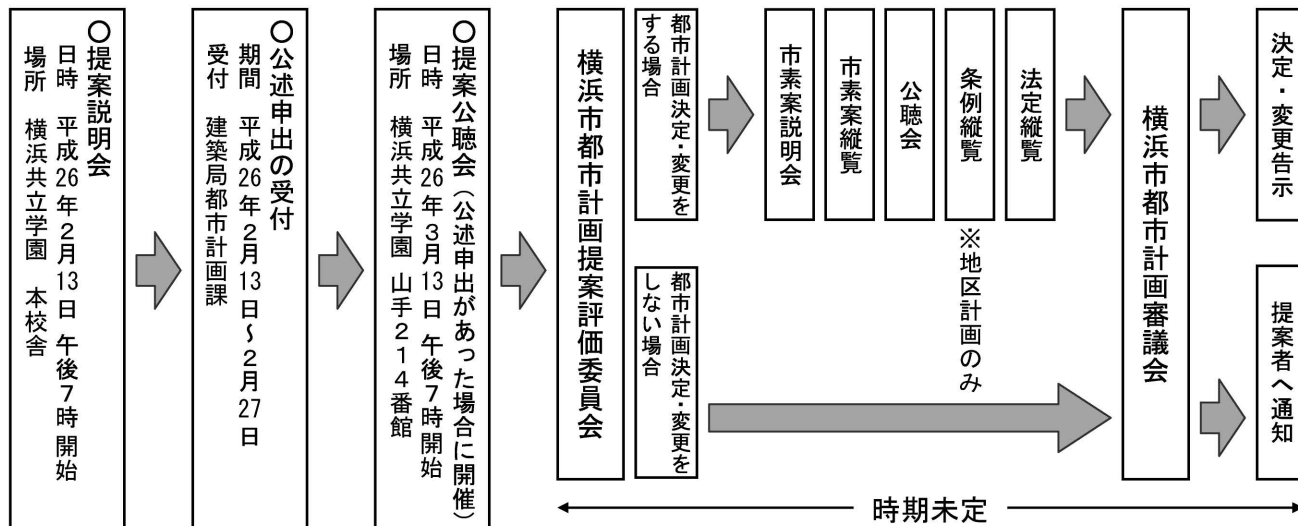 〇提案説明会
日時 平成26年2月13日 午後7時開始
場所 横浜共立学園 本校舎
〇公述申出の受付
期間 平成26年2月13日～2月27日
受付 建築局都市計画課
〇提案公聴会（公述申出があった場合に開催）
日時 平成26年3月13日 午後7時開始
場所 横浜共立学園 山手214番館
横浜市都市計画提案評価委員会
都市計画決定・変更を
する場合
市素案説明会
市素案縦覧
公聴会
条例縦覧
※地区計画のみ
法定縦覧
都市計画決定・変更を
しない場合
横浜市都市計画審議会
決定・変更告示
提案者へ通知
時期未定